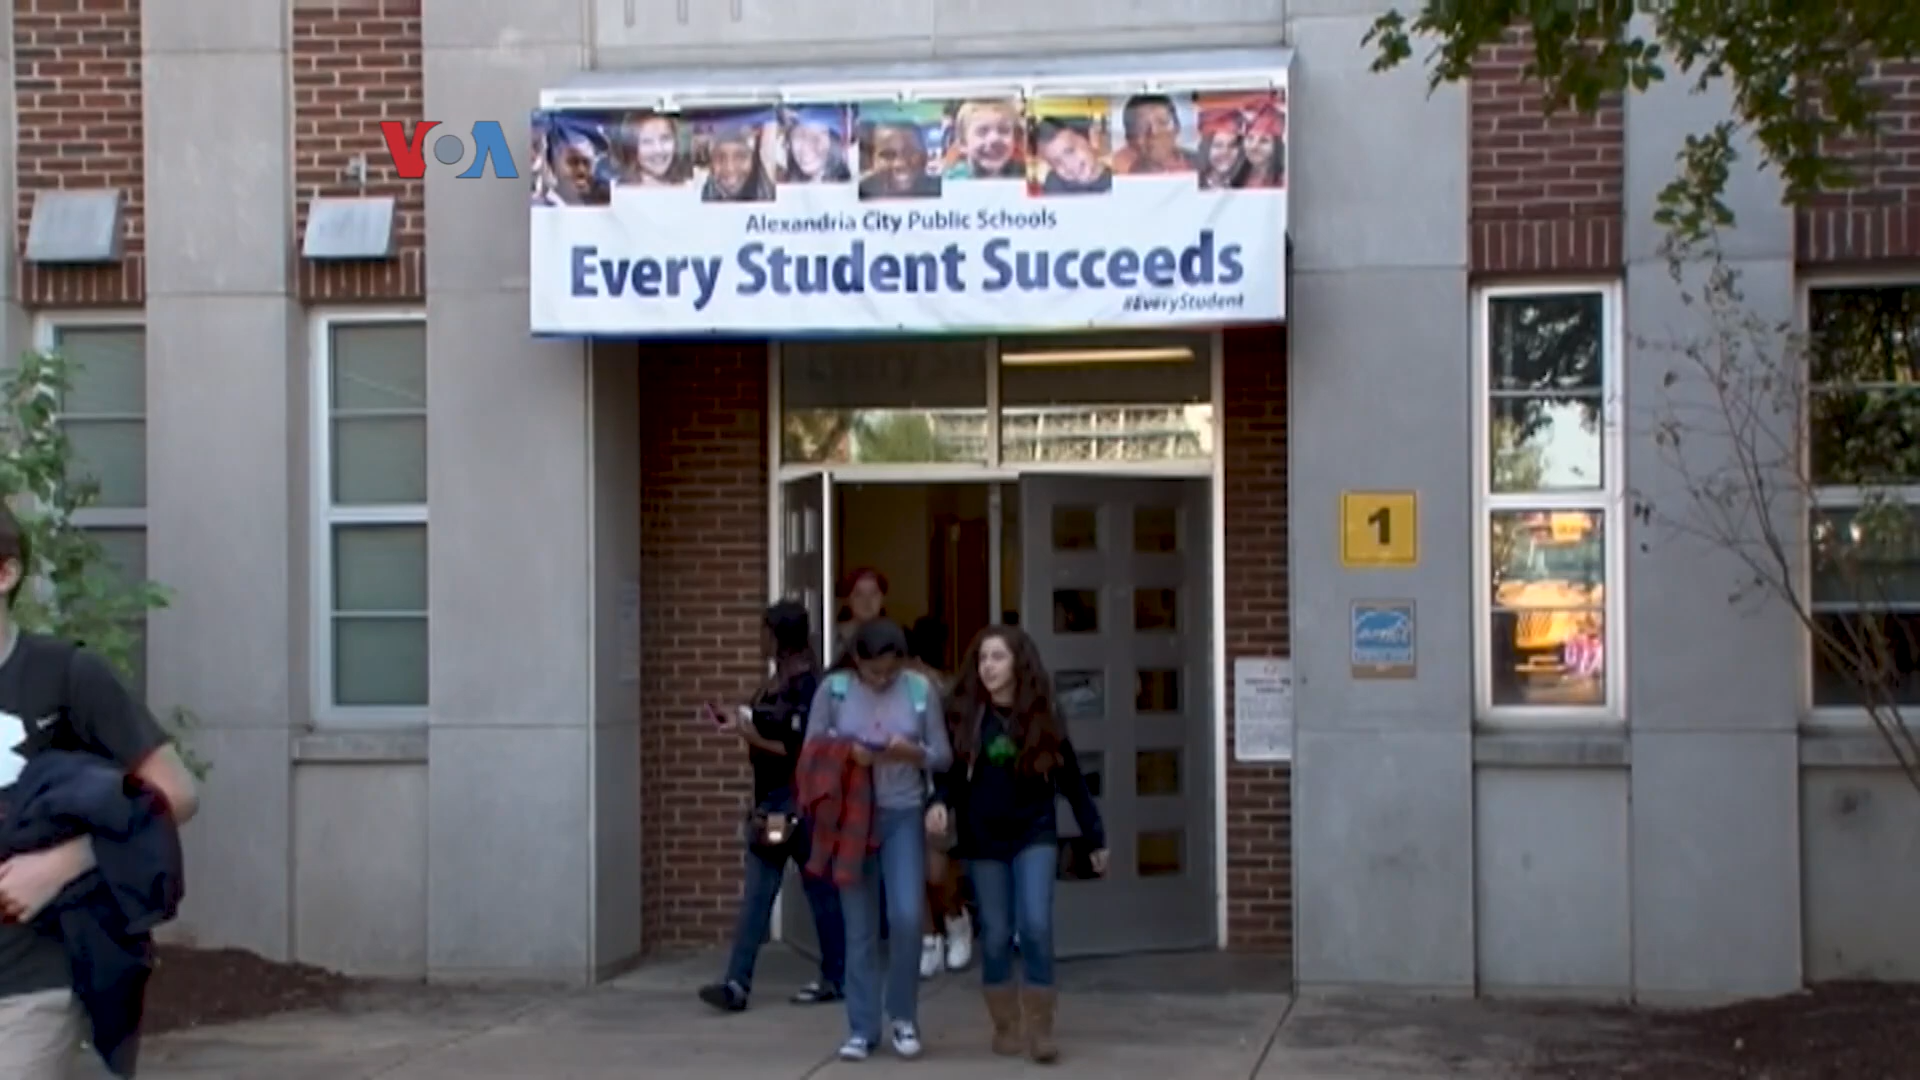 VOA
Alexandria City Public Schools
Every Student Succeeds
#EveryStudent
1